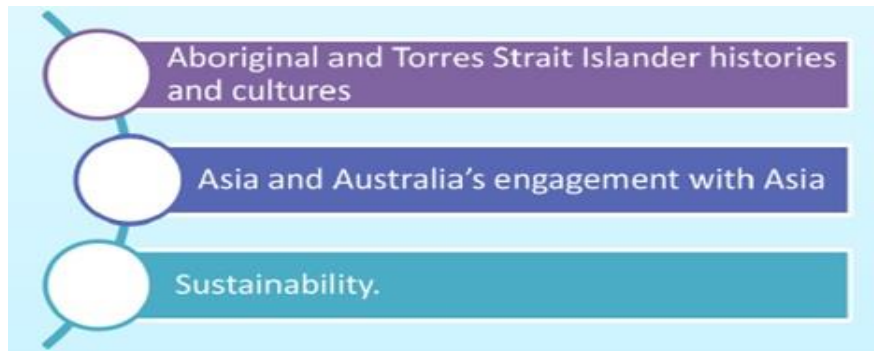 Aboriginal and Torres Strait Islander histories
and cultures
Asia and Australia's engagement with Asia
Sustainability.